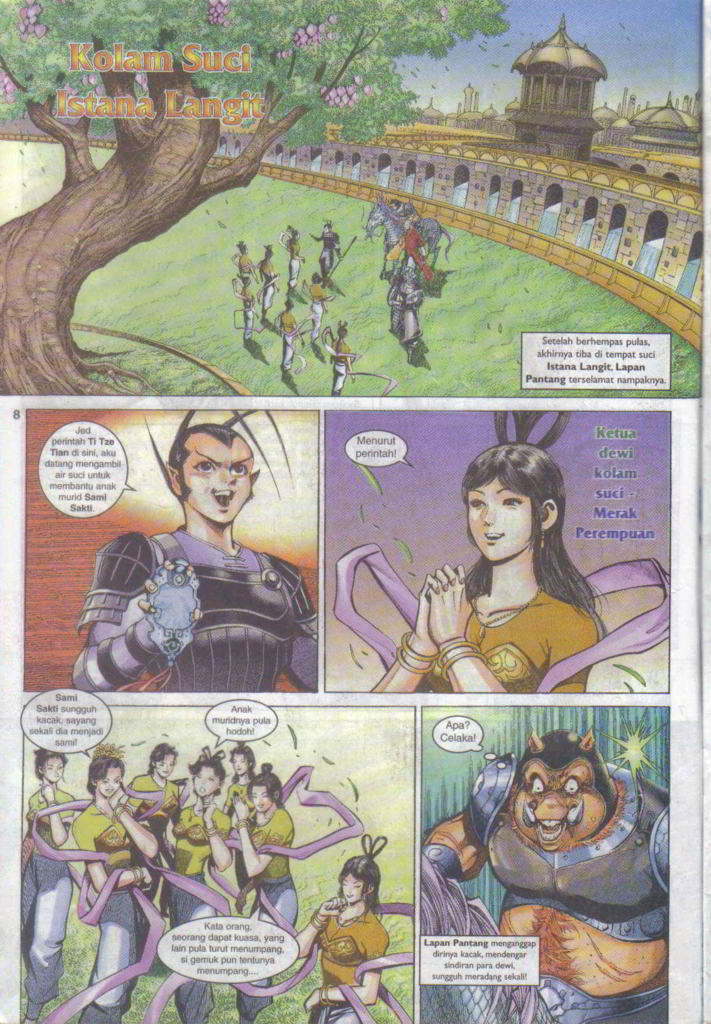 Kolam Suci
Istana Langit
Setelah berhempas pulas,
akhirnya tiba di tempat suci
Istana Langit, Lapan
Pantang terselamat nampaknya.
8
Jed
perintah Ti Tze
Tian di sini, aku
datang mengambil
air suci untuk
membantu anak
murid Sami
Sakti.
Menurut
perintah!
Ketua
dewi
kolam
suci -
Merak
Perempuan
Sami
Sakti sungguh
kacak, sayang
sekali dia menjadi
sami!
Anak
muridnya pula
hodoh!
Kata orang,
seorang dapat kuasa, yang
lain pula turut menumpang,
si gemuk pun tentunya
menumpang....
Apa?
Celaka!
Lapan Pantang menganggap
dirinya kacak, mendengar
sindiran para dewi,
sungguh meradang sekali!